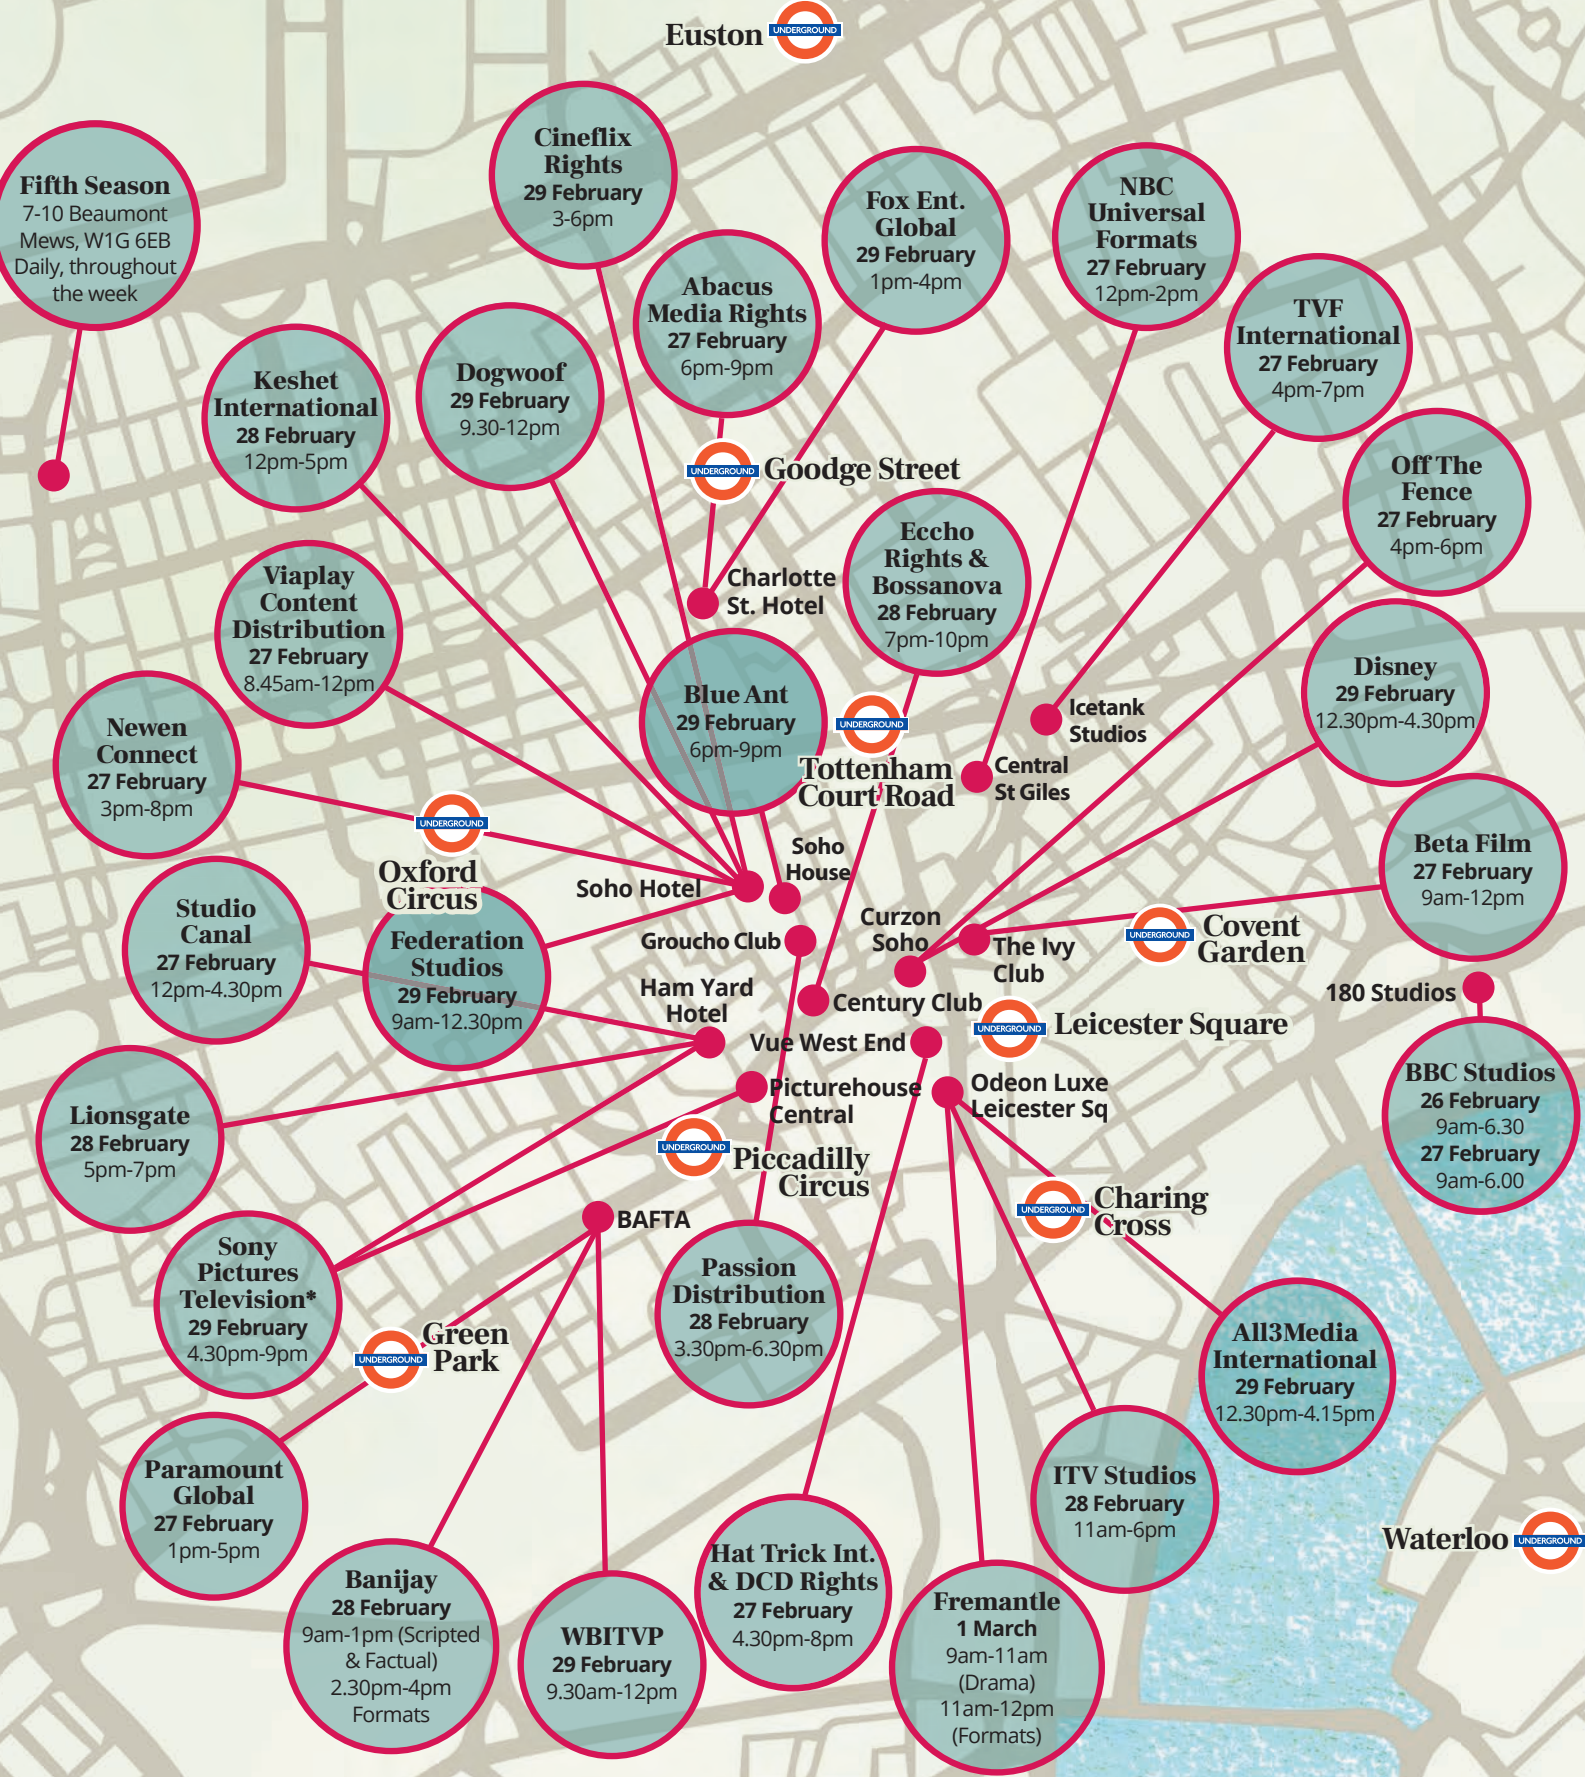 Euston
UNDERGROUND
Cineflix
Rights
29 February
3-6pm
Fifth Season
7-10 Beaumont
Mews, W1G 6EB
Daily, throughout
the week
Fox Ent.
Global
29 February
1pm-4pm
NBC
Universal
Formats
27 February
12pm-2pm
Abacus
Media Rights
27 February
6pm-9pm
TVF
International
27 February
4pm-7pm
Keshet
International
28 February
12pm-5pm
Dogwoof
29 February
9.30-12pm
UNDERGROUND
Goodge Street
Off The
Fence
27 February
4pm-6pm
Eccho
Rights &
Bossanova
28 February
7pm-10pm
Charlotte
St. Hotel
Viaplay
Content
Distribution
27 February
8.45am-12pm
Blue Ant
29 February
6pm-9pm
UNDERGROUND
Tottenham
Court Road
Icetank
Studios
Central
St Giles
Disney
29 February
12.30pm-4.30pm
Newen
Connect
27 February
3pm-8pm
UNDERGROUND
Oxford
Circus
Soho
House
Soho Hotel
Beta Film
27 February
9am-12pm
Studio
Canal
27 February
12pm-4.30pm
Federation
Studios
29 February
9am-12.30pm
Groucho Club
Curzon
Soho
The Ivy
Club
UNDERGROUND
Covent
Garden
Ham Yard
Hotel
Century Club
180 Studios
Vue West End
UNDERGROUND
Leicester Square
Picturehouse
Central
Odeon Luxe
Leicester Sq
BBC Studios
26 February
9am-6.30
27 February
9am-6.00
Lionsgate
28 February
5pm-7pm
UNDERGROUND
Piccadilly
Circus
UNDERGROUND
Charing
Cross
BAFTA
Sony
Pictures
Television*
29 February
4.30pm-9pm
Passion
Distribution
28 February
3.30pm-6.30pm
UNDERGROUND
Green
Park
All3Media
International
29 February
12.30pm-4.15pm
Paramount
Global
27 February
1pm-5pm
ITV Studios
28 February
11am-6pm
Waterloo
UNDERGROUND
Banijay
28 February
9am-1pm (Scripted
& Factual)
2.30pm-4pm
Formats
WBITVP
29 February
9.30am-12pm
Hat Trick Int.
& DCD Rights
27 February
4.30pm-8pm
Fremantle
1 March
9am-11am
(Drama)
11am-12pm
(Formats)